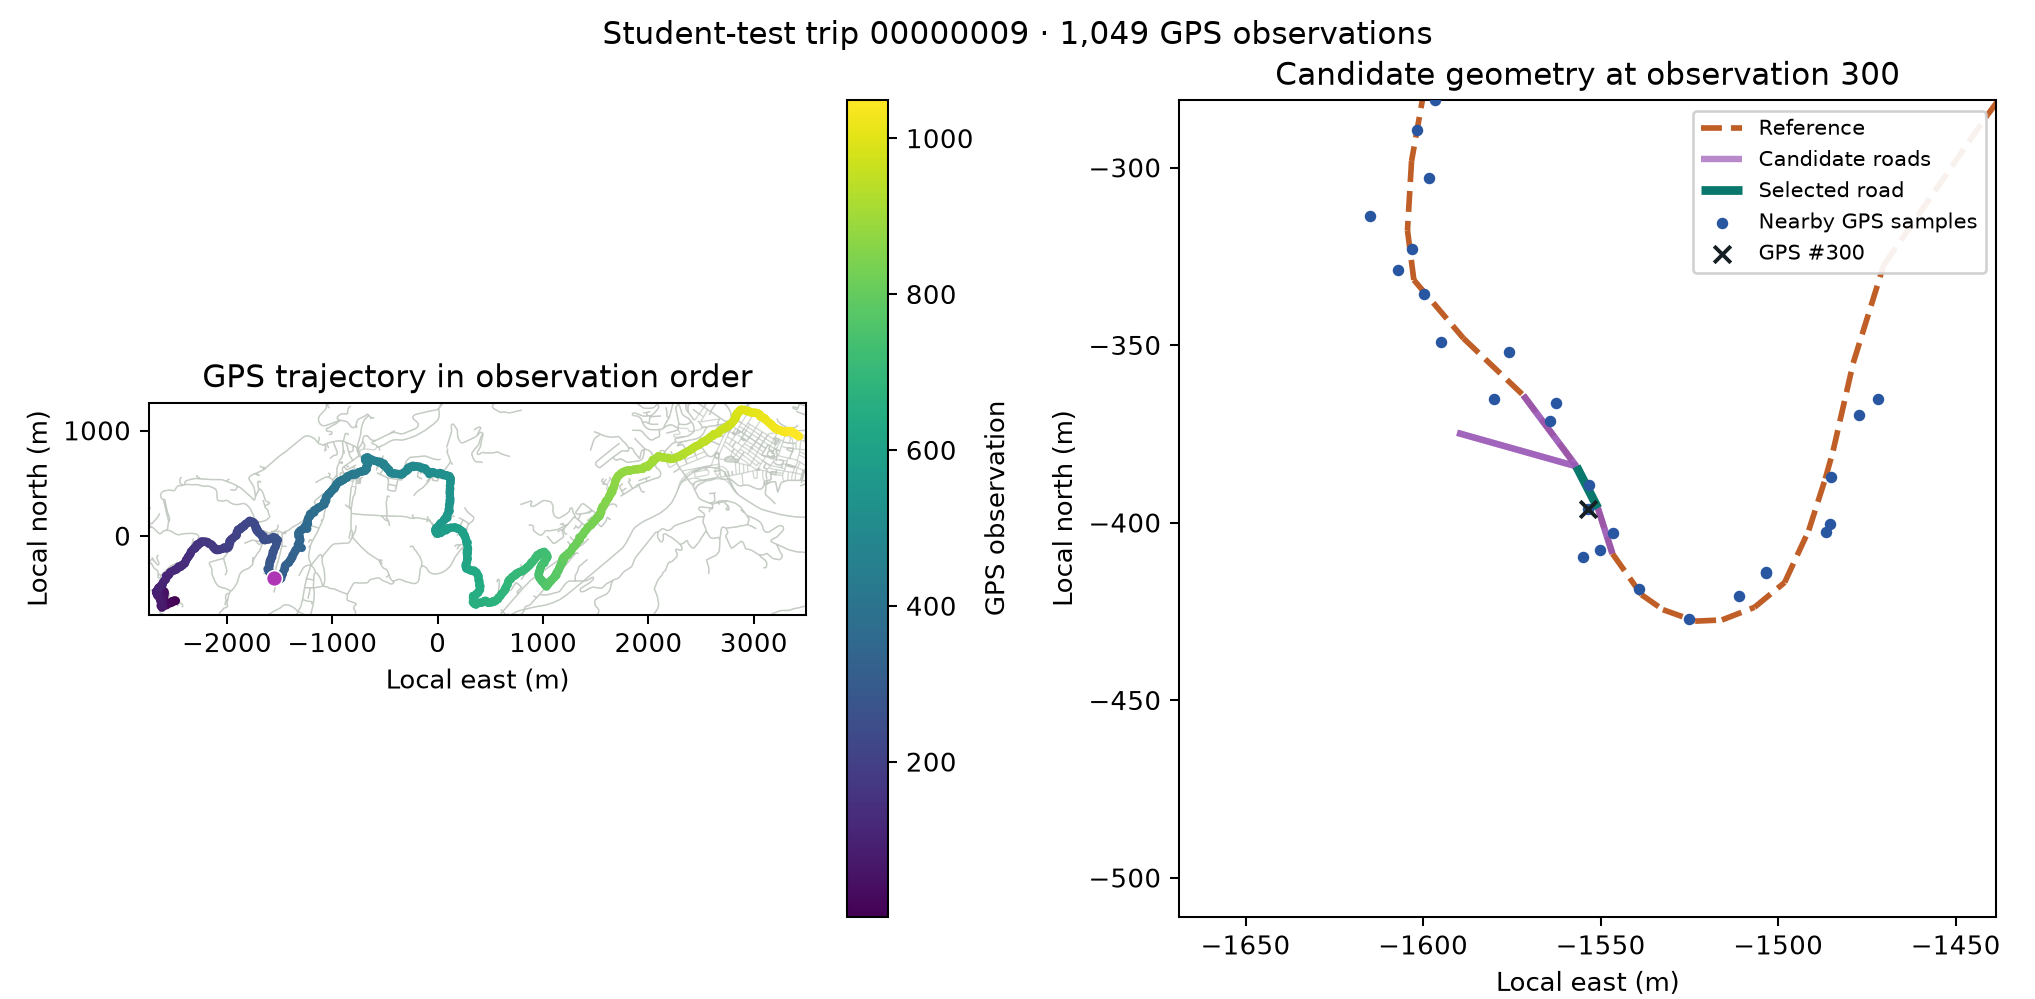 Student-test trip 00000009 · 1,049 GPS observations
GPS trajectory in observation order
Local north (m)
1000
0
−2000
−1000
0
1000
2000
3000
Local east (m)
1000
800
600
400
200
GPS observation
Candidate geometry at observation 300
Reference
Candidate roads
Selected road
Nearby GPS samples
GPS #300
Local north (m)
−300
−350
−400
−450
−500
−1650
−1600
−1550
−1500
−1450
Local east (m)